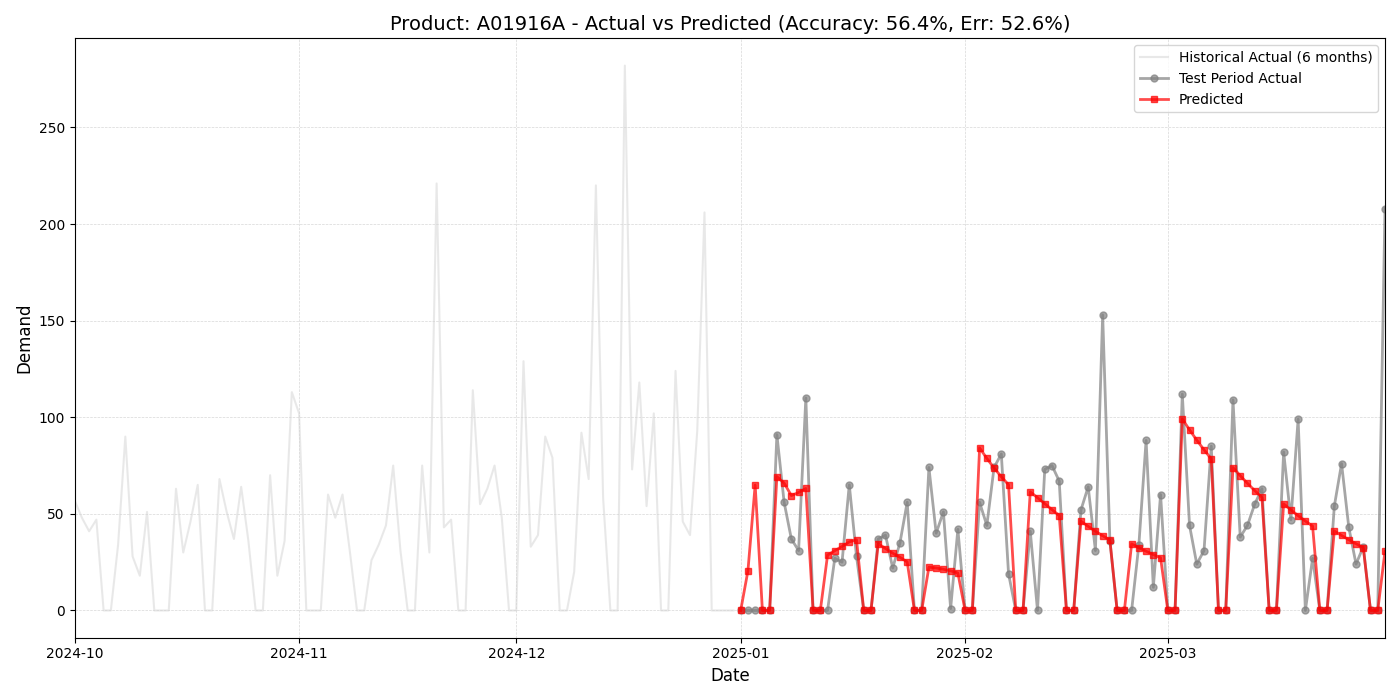 Product: A01916A - Actual vs Predicted (Accuracy: 56.4%, Err: 52.6%)
Historical Actual (6 months)
Test Period Actual
Predicted
Demand
250
200
150
100
50
0
2024-10
2024-11
2024-12
2025-01
2025-02
2025-03
Date